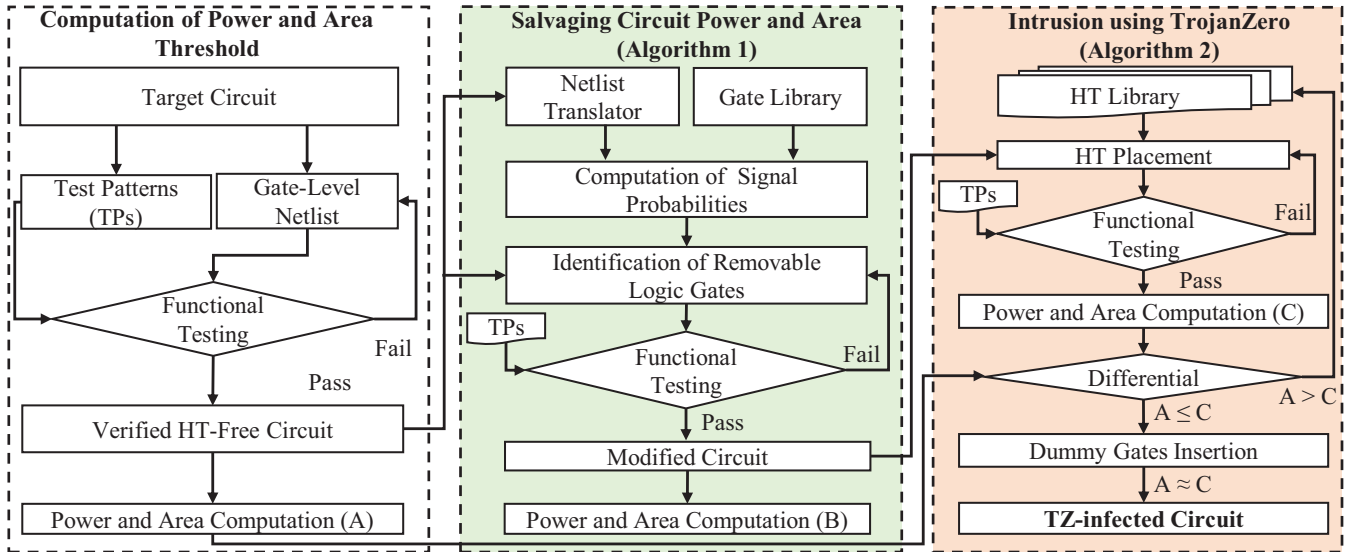 Computation of Power and Area
Threshold
Target Circuit
Test Patterns
(TPs)
Gate-Level
Netlist
Functional
Testing
Fail
Pass
Verified HT-Free Circuit
Power and Area Computation (A)
Salvaging Circuit Power and Area
(Algorithm 1)
Netlist
Translator
Gate Library
Computation of Signal
Probabilities
Identification of Removable
Logic Gates
TPs
Functional
Testing
Fail
Pass
Modified Circuit
Power and Area Computation (B)
Intrusion using TrojanZero
(Algorithm 2)
HT Library
HT Placement
TPs
Functional
Testing
Fail
Pass
Power and Area Computation (C)
Differential
A > C
A ≤ C
Dummy Gates Insertion
A ≈ C
TZ-infected Circuit